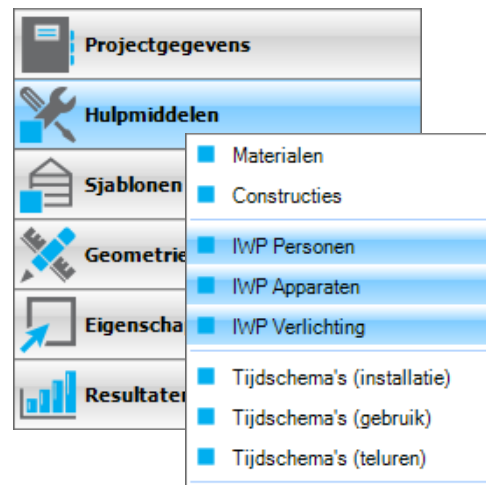 Projectgegevens
Hulpmiddelen
Materialen
Constructies
Sjablonen
IWP Personen
Geometrie
IWP Apparaten
IWP Verlichting
Eigenscha
Tijdschema's (installatie)
Resultaten
Tijdschema's (gebruik)
Tijdschema's (teluren)